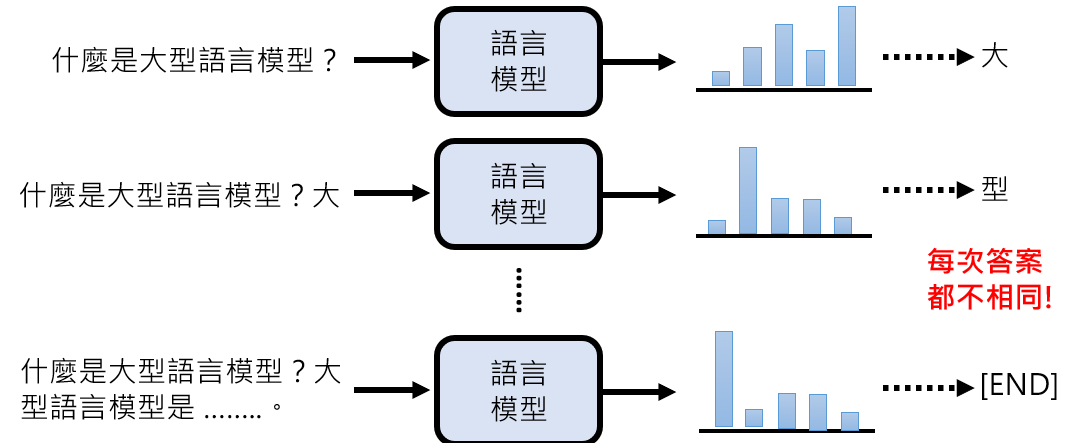 什麼是大型語言模型？
語言
模型
大
什麼是大型語言模型？大
語言
模型
型
每次答案
都不相同!
什麼是大型語言模型？大
型語言模型是 ........。
語言
模型
[END]